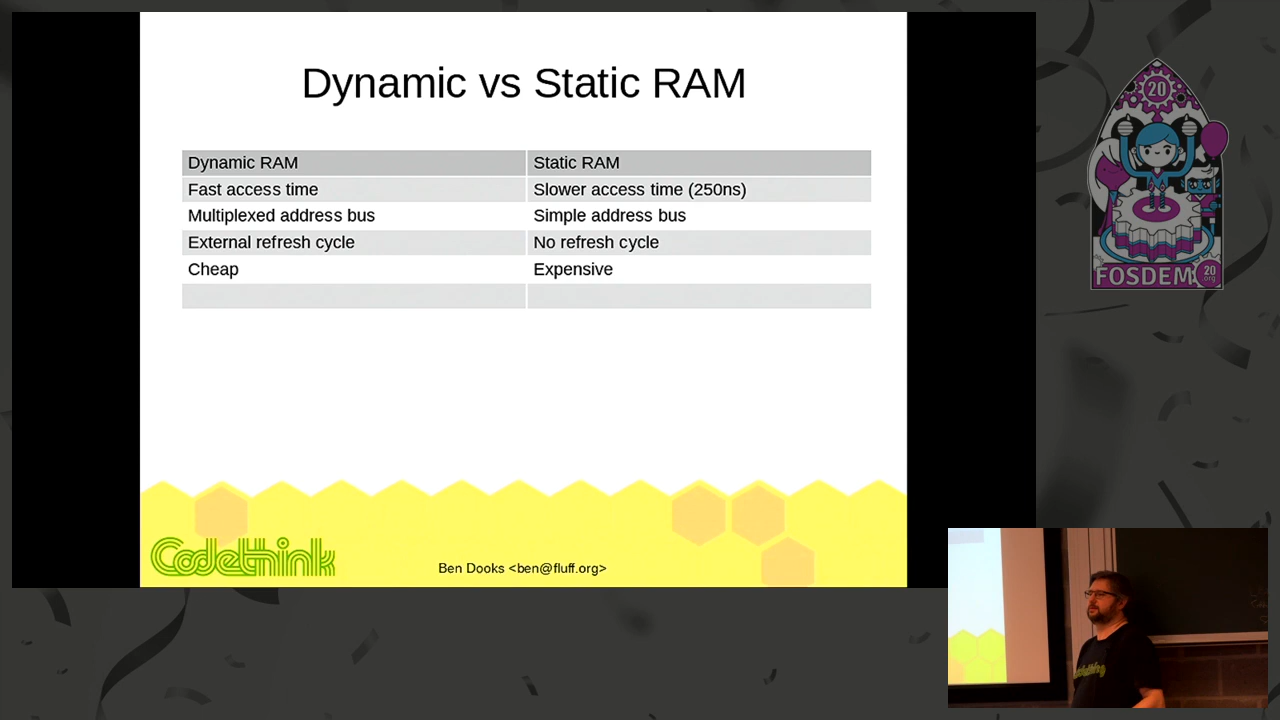 Dynamic vs Static RAM
Dynamic RAM Static RAM
Fast access time Slower access time (250ns)
Multiplexed address bus Simple address bus
External refresh cycle No refresh cycle
Cheap Expensive
Codethink
Ben Dooks <ben@fluff.org>
20
FOSDEM
20
org